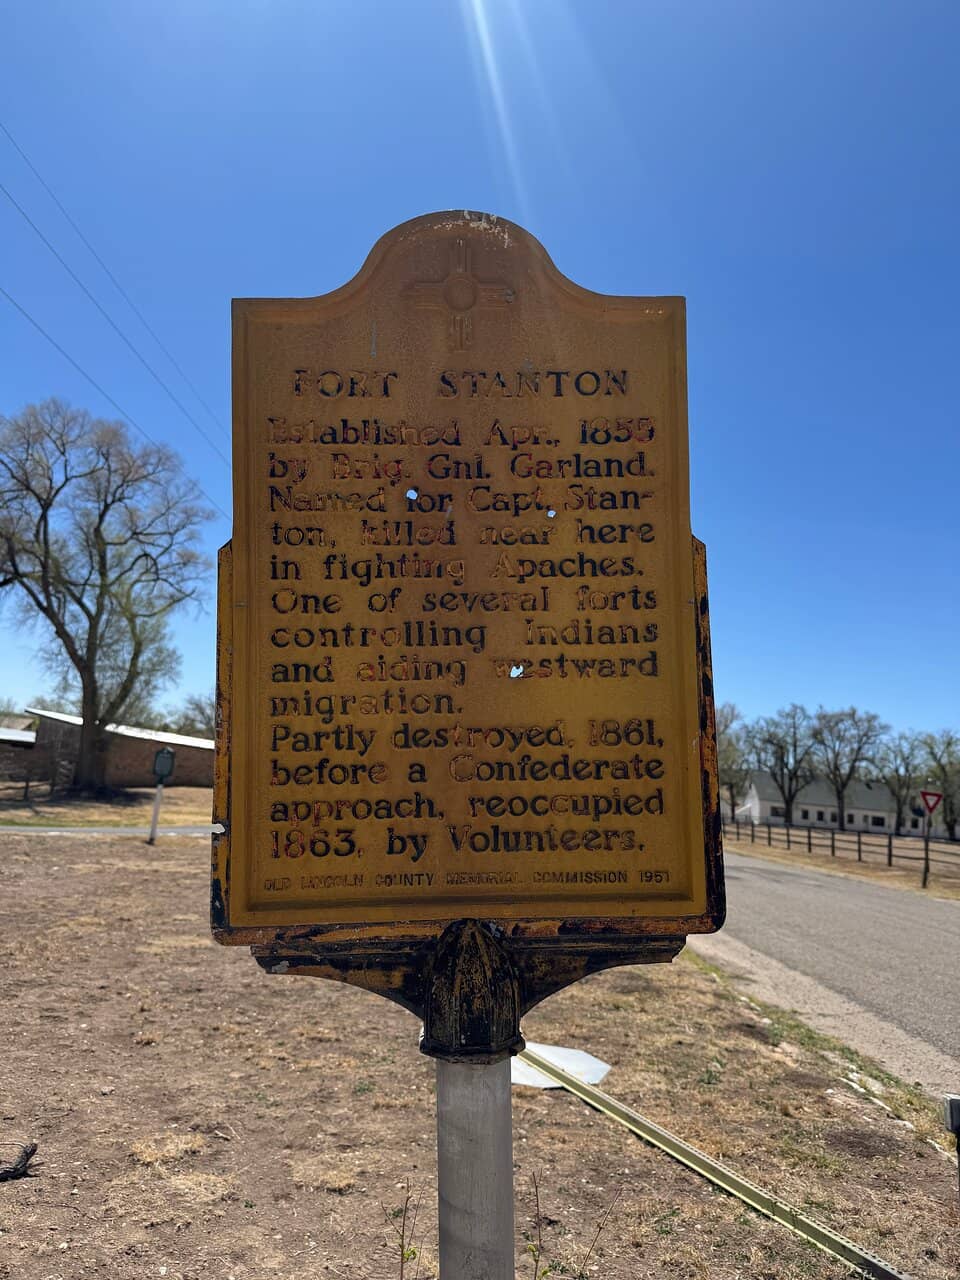 FORT STANTON
Established Apr., 1855
by Brig. Gnl. Garland.
Named for Capt. Stan-
ton, killed near here
in fighting Apaches.
One of several forts
controlling Indians
and aiding westward
migration.
Partly destroyed, 1861,
before a Confederate
approach, reoccupied
1863, by Volunteers.
OLD LINCOLN COUNTY MEMORIAL COMMISSION 1951